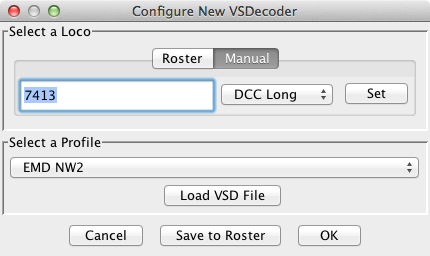 Configure New VSDecoder
Select a Loco
Roster Manual
7413 DCC Long Set
Select a Profile
EMD NW2
Load VSD File
Cancel Save to Roster OK